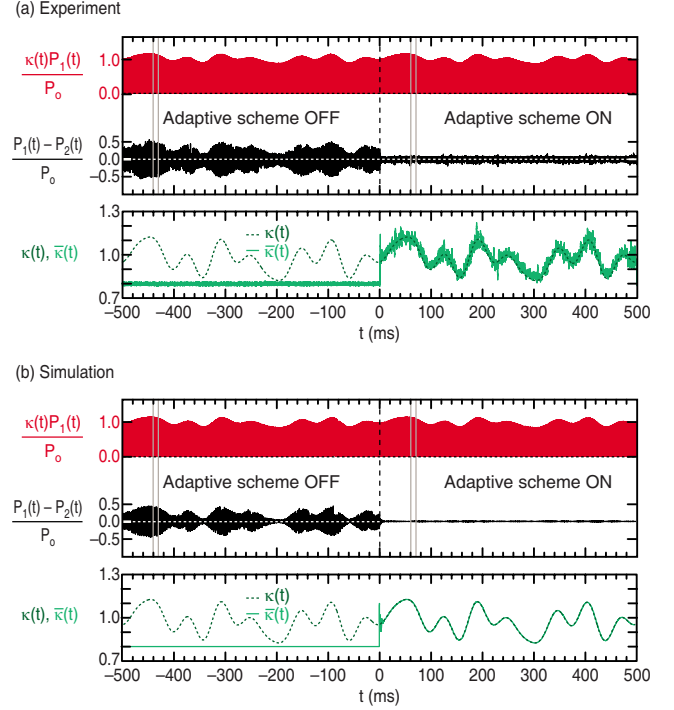 (a) Experiment
κ(t)P₁(t)
Pₒ
1.0
0.0
Adaptive scheme OFF
Adaptive scheme ON
P₁(t) – P₂(t)
Pₒ
0.5
0.0
–0.5
κ(t), κ̅(t)
1.3
1.0
0.7
κ(t)
κ̅(t)
–500 –400 –300 –200 –100 0 100 200 300 400 500
t (ms)
(b) Simulation
κ(t)P₁(t)
Pₒ
1.0
0.0
Adaptive scheme OFF
Adaptive scheme ON
P₁(t) – P₂(t)
Pₒ
0.5
0.0
–0.5
κ(t), κ̅(t)
1.3
1.0
0.7
κ(t)
κ̅(t)
–500 –400 –300 –200 –100 0 100 200 300 400 500
t (ms)